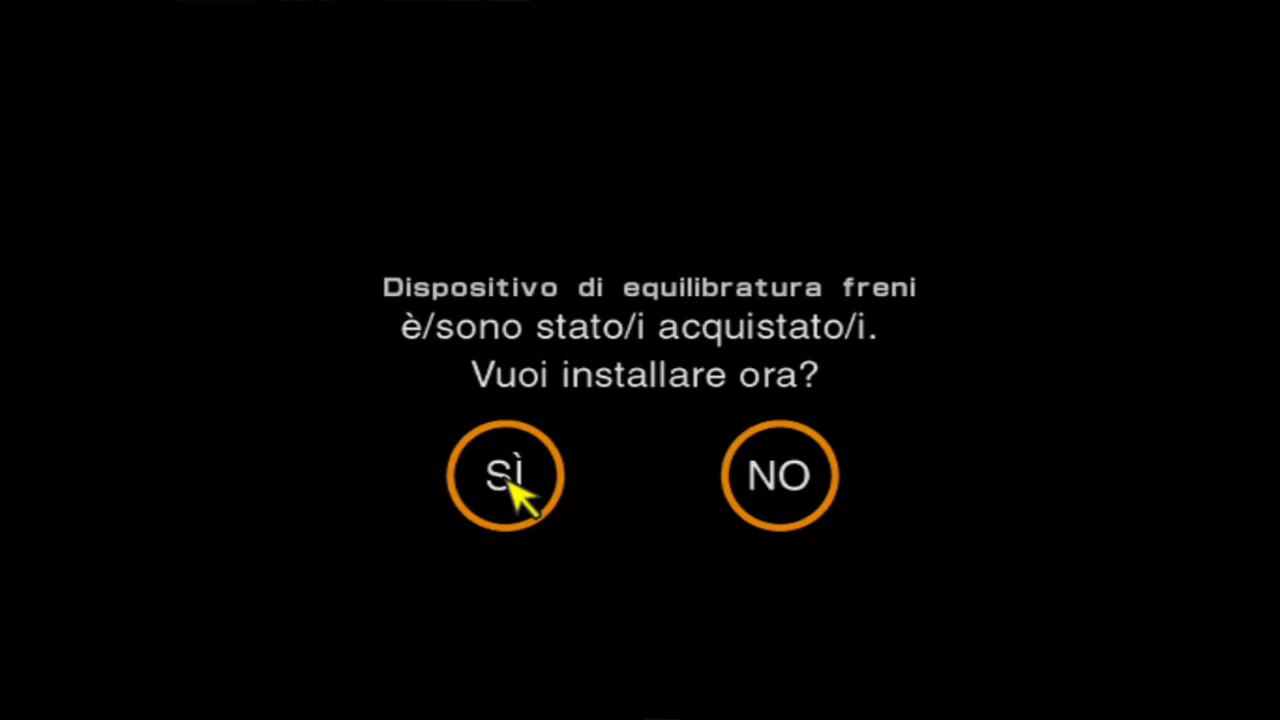 Dispositivo di equilibratura freni
è/sono stato/i acquistato/i.
Vuoi installare ora?
SÌ NO